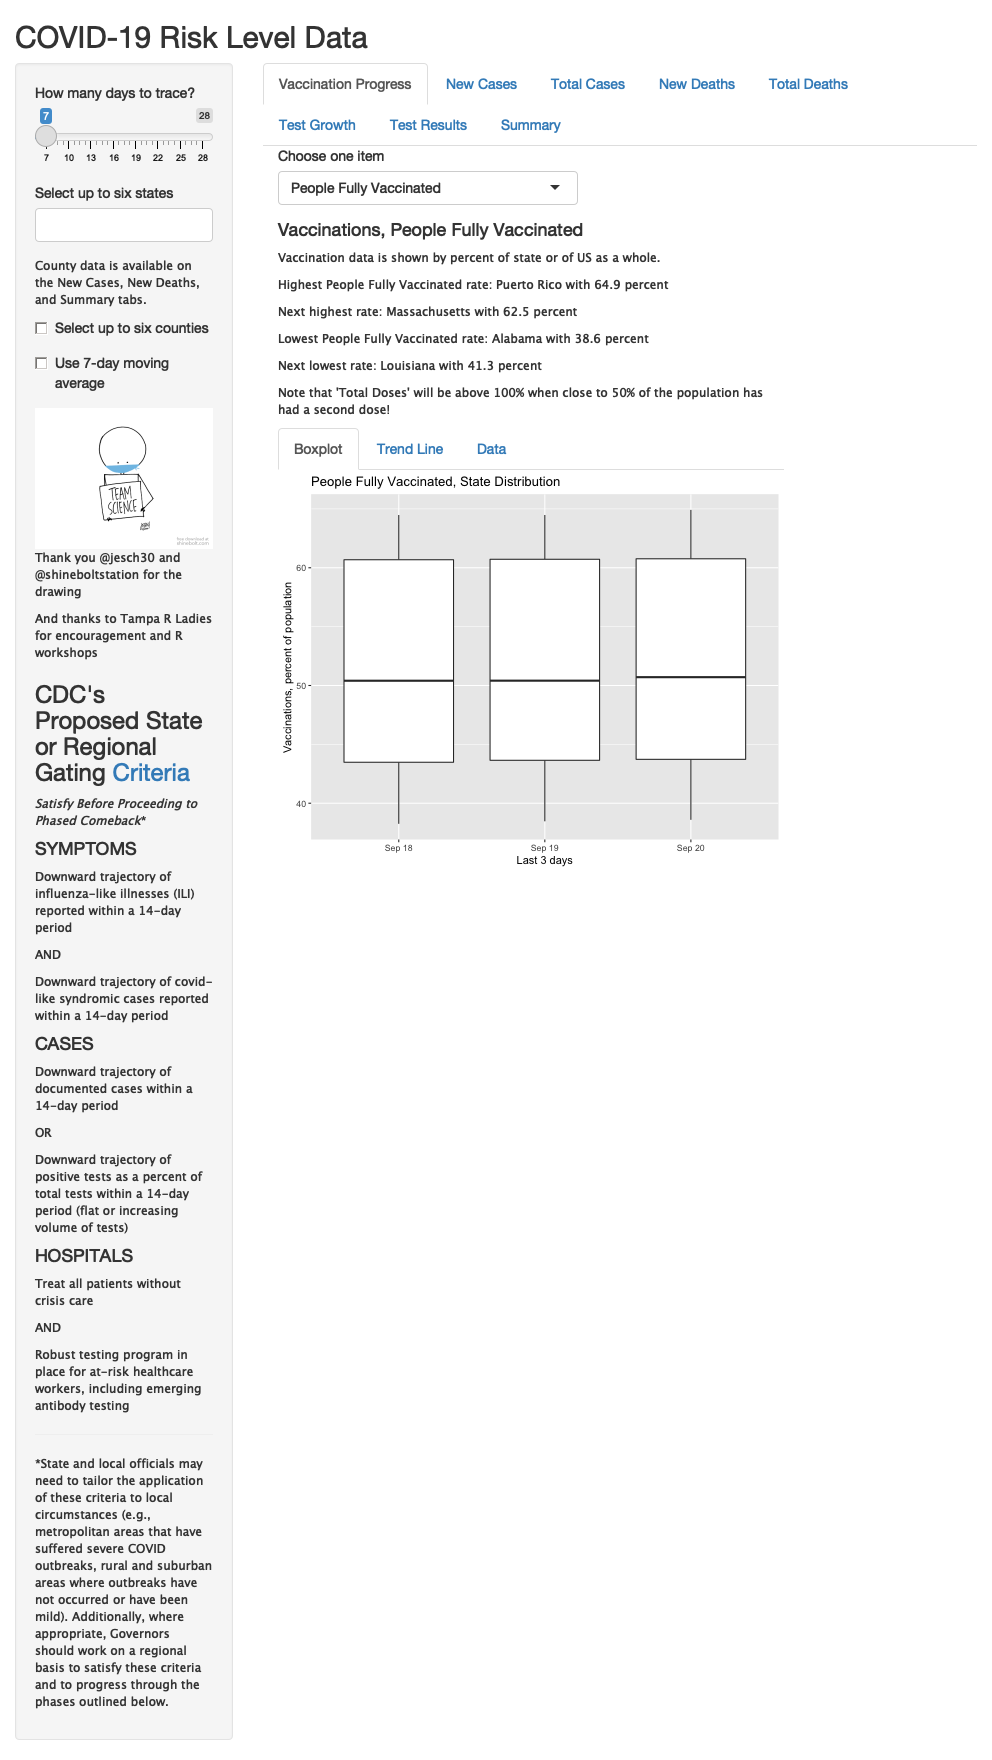 COVID-19 Risk Level Data
How many days to trace?
7
28
7 10 13 16 19 22 25 28
Select up to six states
County data is available on
the New Cases, New Deaths,
and Summary tabs.
Select up to six counties
Use 7-day moving
average
TEAM
SCIENCE
Thank you @jesch30 and
@shineboltstation for the
drawing
And thanks to Tampa R Ladies
for encouragement and R
workshops
CDC's
Proposed State
or Regional
Gating Criteria
Satisfy Before Proceeding to
Phased Comeback*
SYMPTOMS
Downward trajectory of
influenza-like illnesses (ILI)
reported within a 14-day
period
AND
Downward trajectory of covid-
like syndromic cases reported
within a 14-day period
CASES
Downward trajectory of
documented cases within a
14-day period
OR
Downward trajectory of
positive tests as a percent of
total tests within a 14-day
period (flat or increasing
volume of tests)
HOSPITALS
Treat all patients without
crisis care
AND
Robust testing program in
place for at-risk healthcare
workers, including emerging
antibody testing
*State and local officials may
need to tailor the application
of these criteria to local
circumstances (e.g.,
metropolitan areas that have
suffered severe COVID
outbreaks, rural and suburban
areas where outbreaks have
not occurred or have been
mild). Additionally, where
appropriate, Governors
should work on a regional
basis to satisfy these criteria
and to progress through the
phases outlined below.
Vaccination Progress New Cases Total Cases New Deaths Total Deaths
Test Growth Test Results Summary
Choose one item
People Fully Vaccinated
Vaccinations, People Fully Vaccinated
Vaccination data is shown by percent of state or of US as a whole.
Highest People Fully Vaccinated rate: Puerto Rico with 64.9 percent
Next highest rate: Massachusetts with 62.5 percent
Lowest People Fully Vaccinated rate: Alabama with 38.6 percent
Next lowest rate: Louisiana with 41.3 percent
Note that 'Total Doses' will be above 100% when close to 50% of the population has
had a second dose!
Boxplot Trend Line Data
People Fully Vaccinated, State Distribution
Vaccinations, percent of population
60
50
40
Sep 18 Sep 19 Sep 20
Last 3 days